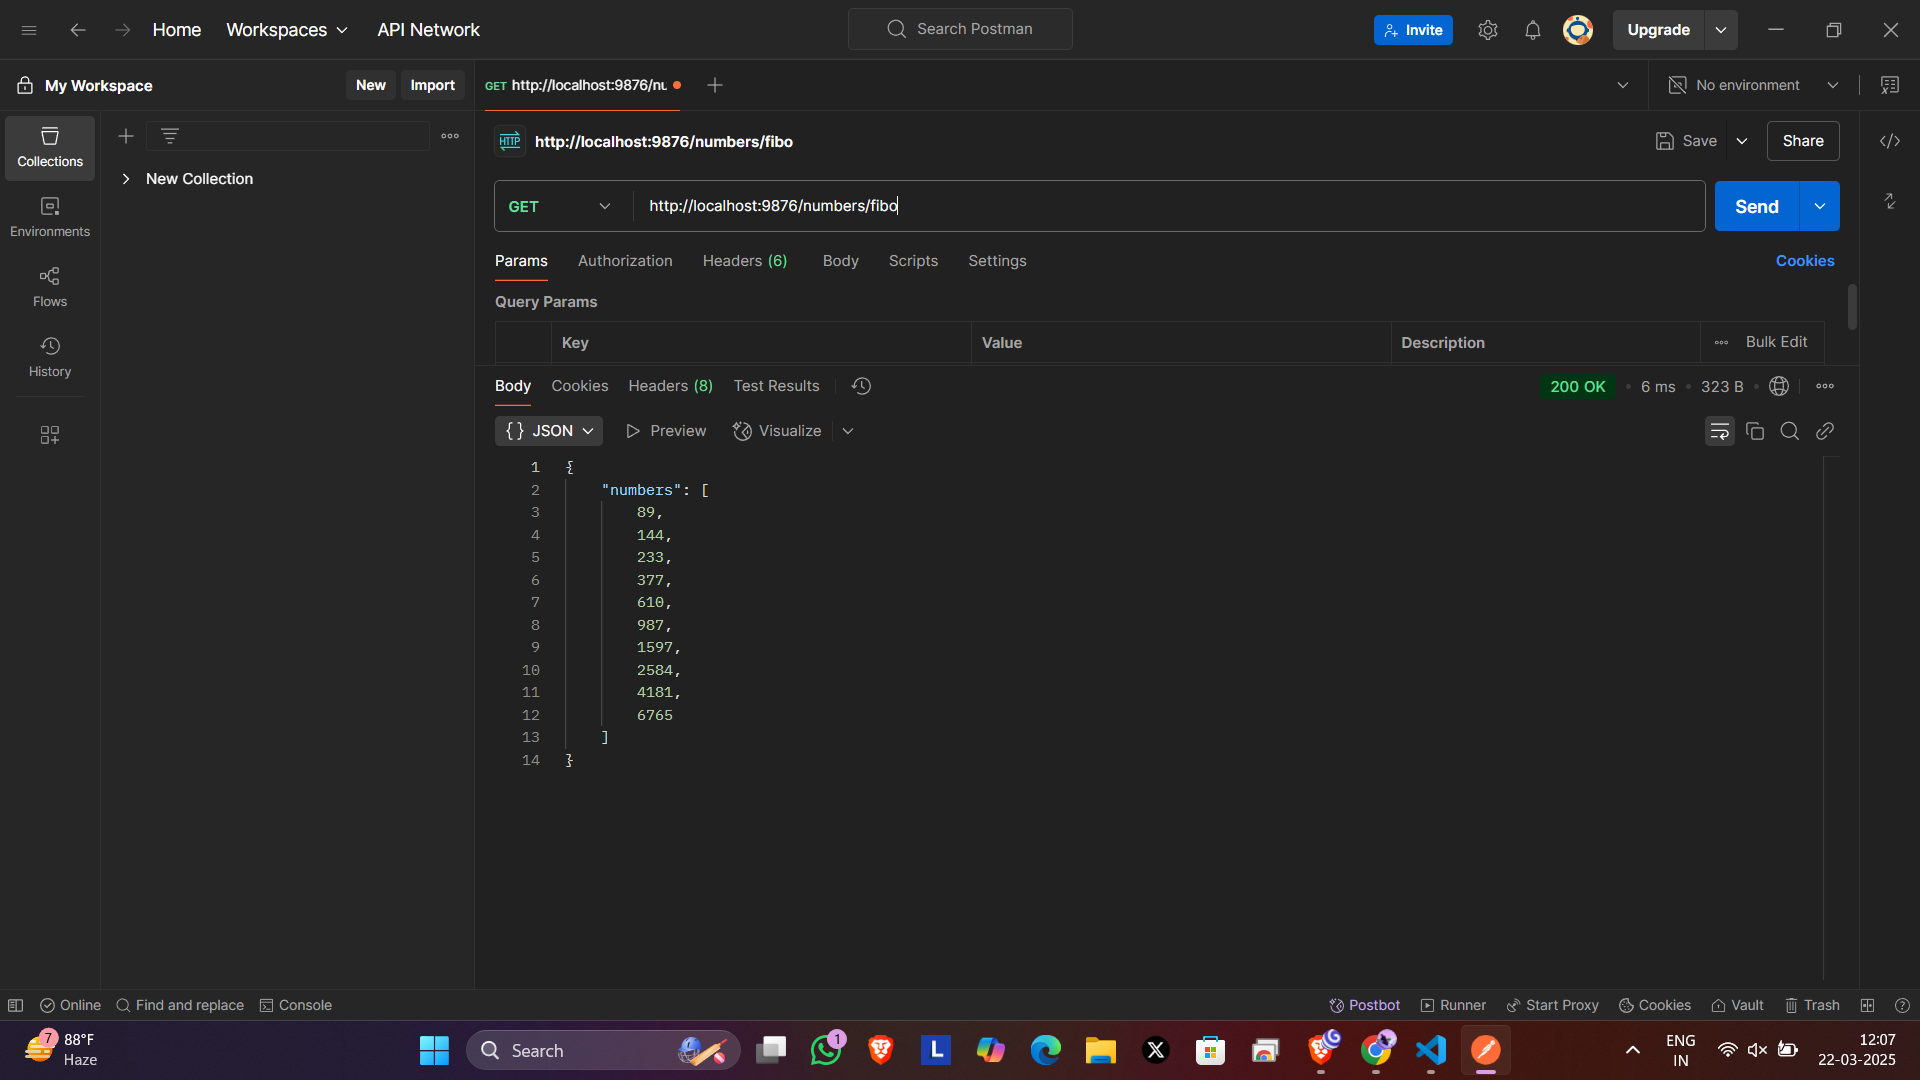 Home Workspaces API Network Search Postman Invite Upgrade
My Workspace New Import GET http://localhost:9876/nu No environment
HTTP http://localhost:9876/numbers/fibo Save Share
Collections
New Collection
GET http://localhost:9876/numbers/fibo Send
Environments
Params Authorization Headers (6) Body Scripts Settings Cookies
Flows
Query Params
Key Value Description Bulk Edit
History
Body Cookies Headers (8) Test Results 200 OK 6 ms 323 B
{} JSON Preview Visualize
1 {
2 "numbers": [
3 89,
4 144,
5 233,
6 377,
7 610,
8 987,
9 1597,
10 2584,
11 4181,
12 6765
13 ]
14 }
Online Find and replace Console Postbot Runner Start Proxy Cookies Vault Trash
7 88°F Search 1 L X ENG 12:07
Haze IN 22-03-2025